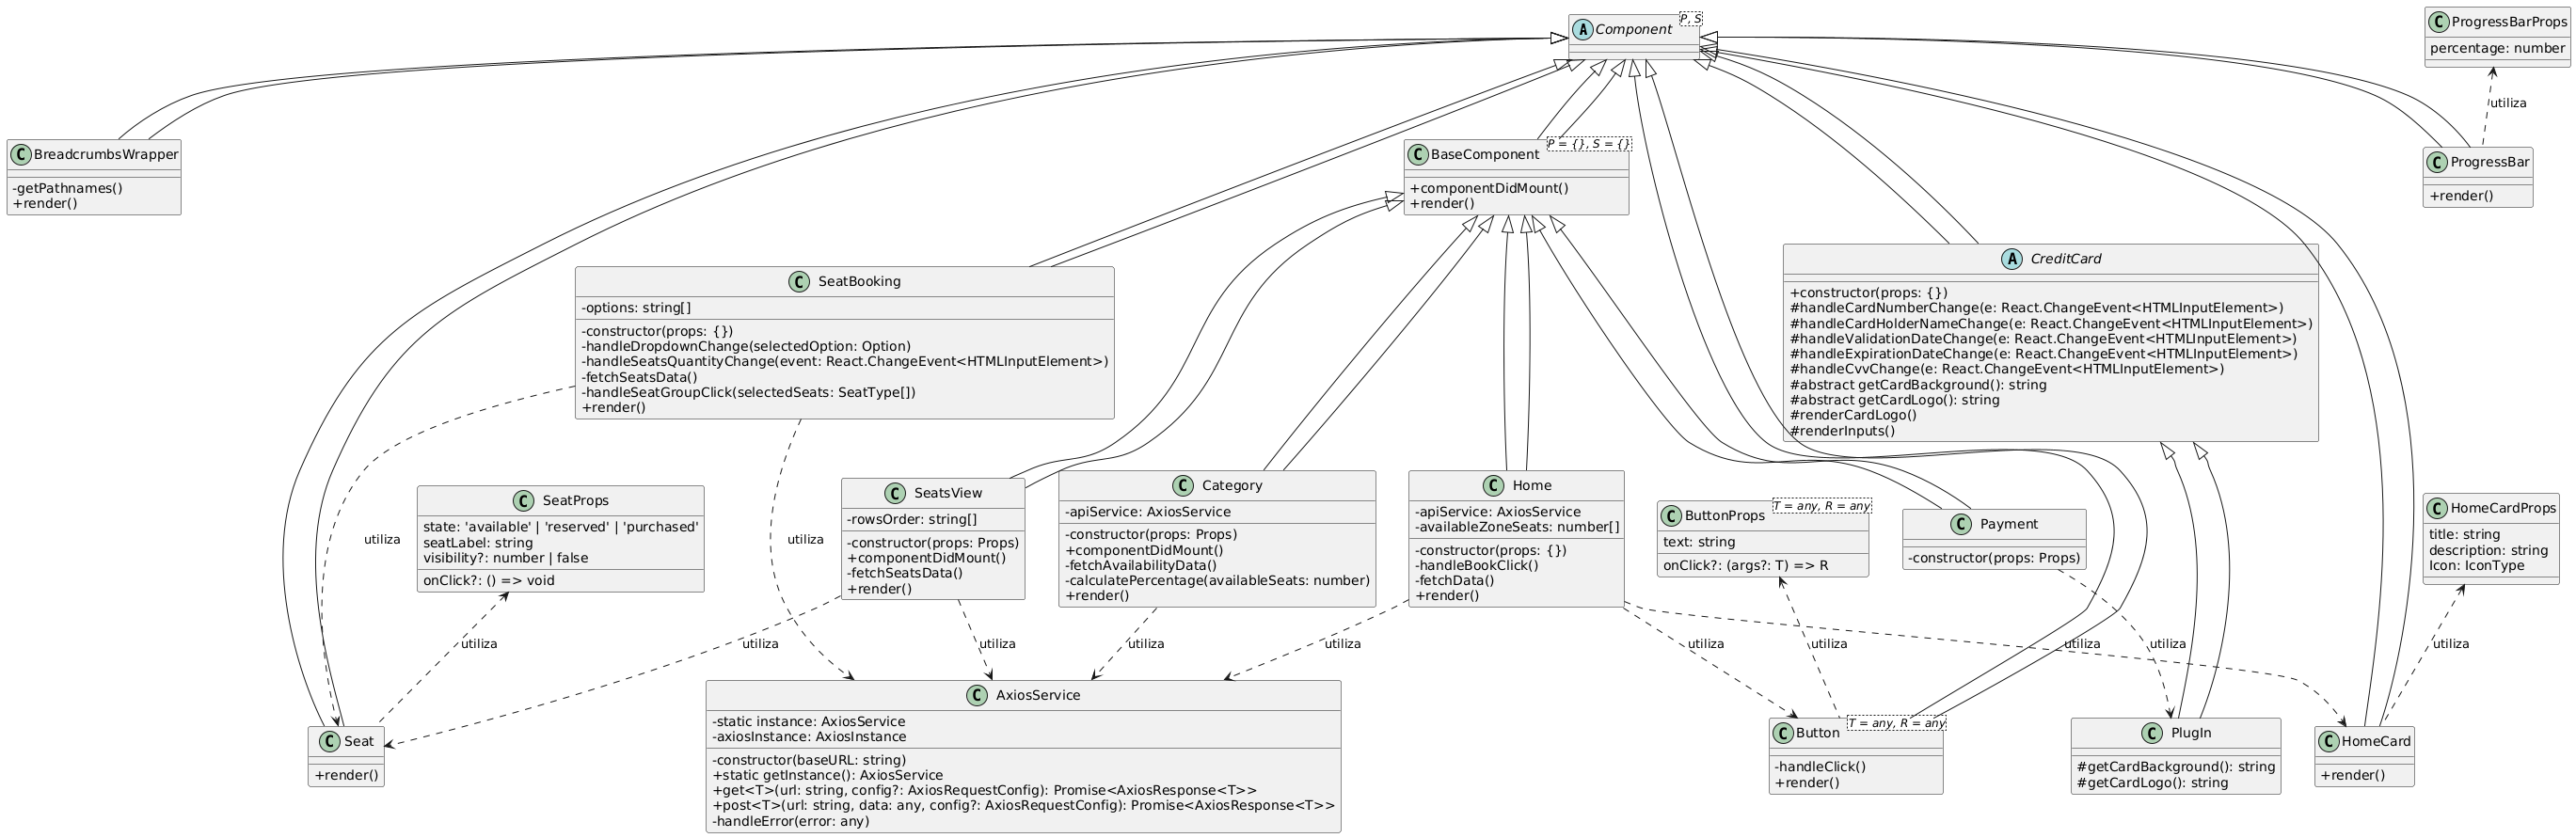 A Component
P, S
C ProgressBarProps
percentage: number
utiliza
C BreadcrumbsWrapper
-getPathnames()
+render()
C BaseComponent
P = {}, S = {}
+componentDidMount()
+render()
C ProgressBar
+render()
C SeatBooking
-options: string[]
-constructor(props: {})
-handleDropdownChange(selectedOption: Option)
-handleSeatsQuantityChange(event: React.ChangeEvent<HTMLInputElement>)
-fetchSeatsData()
-handleSeatGroupClick(selectedSeats: SeatType[])
+render()
A CreditCard
+constructor(props: {})
#handleCardNumberChange(e: React.ChangeEvent<HTMLInputElement>)
#handleCardHolderNameChange(e: React.ChangeEvent<HTMLInputElement>)
#handleValidationDateChange(e: React.ChangeEvent<HTMLInputElement>)
#handleExpirationDateChange(e: React.ChangeEvent<HTMLInputElement>)
#handleCvvChange(e: React.ChangeEvent<HTMLInputElement>)
#abstract getCardBackground(): string
#abstract getCardLogo(): string
#renderCardLogo()
#renderInputs()
utiliza
C SeatProps
state: 'available' | 'reserved' | 'purchased'
seatLabel: string
visibility?: number | false
onClick?: () => void
utiliza
C SeatsView
-rowsOrder: string[]
-constructor(props: Props)
+componentDidMount()
-fetchSeatsData()
+render()
C Category
-apiService: AxiosService
-constructor(props: Props)
+componentDidMount()
-fetchAvailabilityData()
-calculatePercentage(availableSeats: number)
+render()
C Home
-apiService: AxiosService
-availableZoneSeats: number[]
-constructor(props: {})
-handleBookClick()
-fetchData()
+render()
C ButtonProps
T = any, R = any
text: string
onClick?: (args?: T) => R
C Payment
-constructor(props: Props)
C HomeCardProps
title: string
description: string
Icon: IconType
utiliza
utiliza
utiliza
utiliza
utiliza
utiliza
utiliza
utiliza
utiliza
utiliza
C Seat
+render()
C AxiosService
-static instance: AxiosService
-axiosInstance: AxiosInstance
-constructor(baseURL: string)
+static getInstance(): AxiosService
+get<T>(url: string, config?: AxiosRequestConfig): Promise<AxiosResponse<T>>
+post<T>(url: string, data: any, config?: AxiosRequestConfig): Promise<AxiosResponse<T>>
-handleError(error: any)
C Button
T = any, R = any
-handleClick()
+render()
C PlugIn
#getCardBackground(): string
#getCardLogo(): string
C HomeCard
+render()